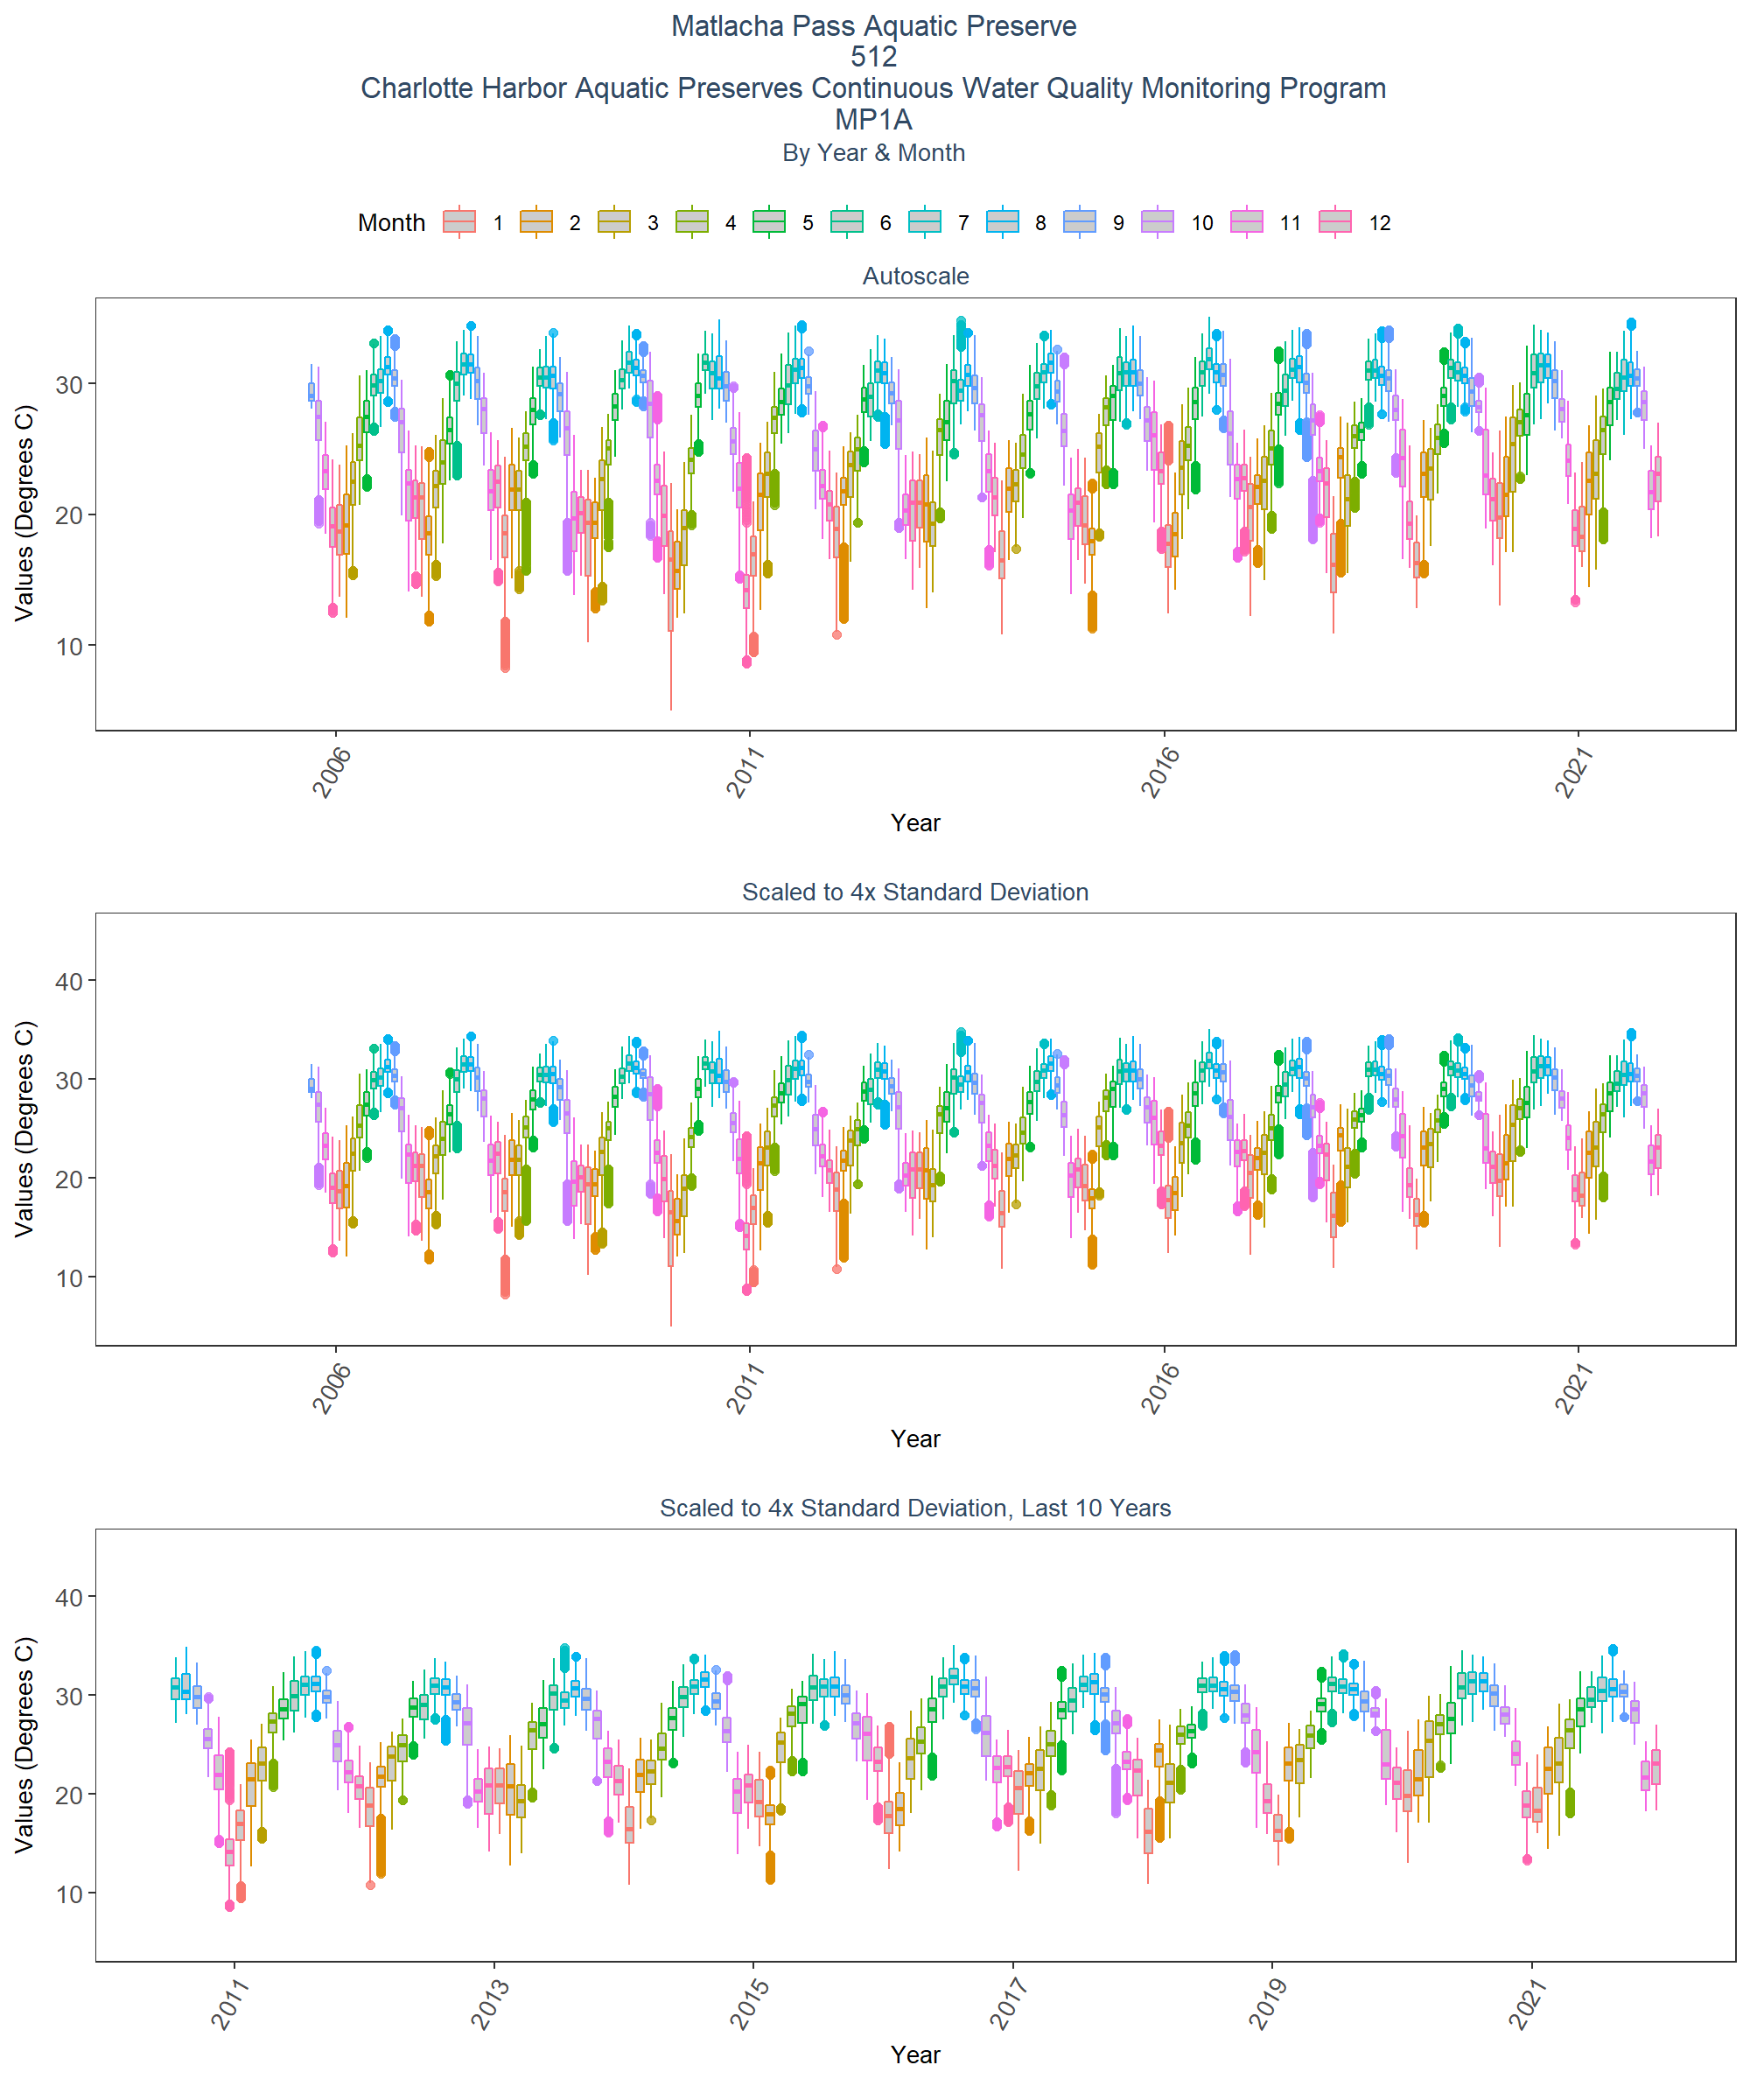 Matlacha Pass Aquatic Preserve
512
Charlotte Harbor Aquatic Preserves Continuous Water Quality Monitoring Program
MP1A
By Year & Month
Month 1 2 3 4 5 6 7 8 9 10 11 12
Autoscale
Values (Degrees C)
30
20
10
2006 2011 2016 2021
Year
Scaled to 4x Standard Deviation
Values (Degrees C)
40
30
20
10
2006 2011 2016 2021
Year
Scaled to 4x Standard Deviation, Last 10 Years
Values (Degrees C)
40
30
20
10
2011 2013 2015 2017 2019 2021
Year